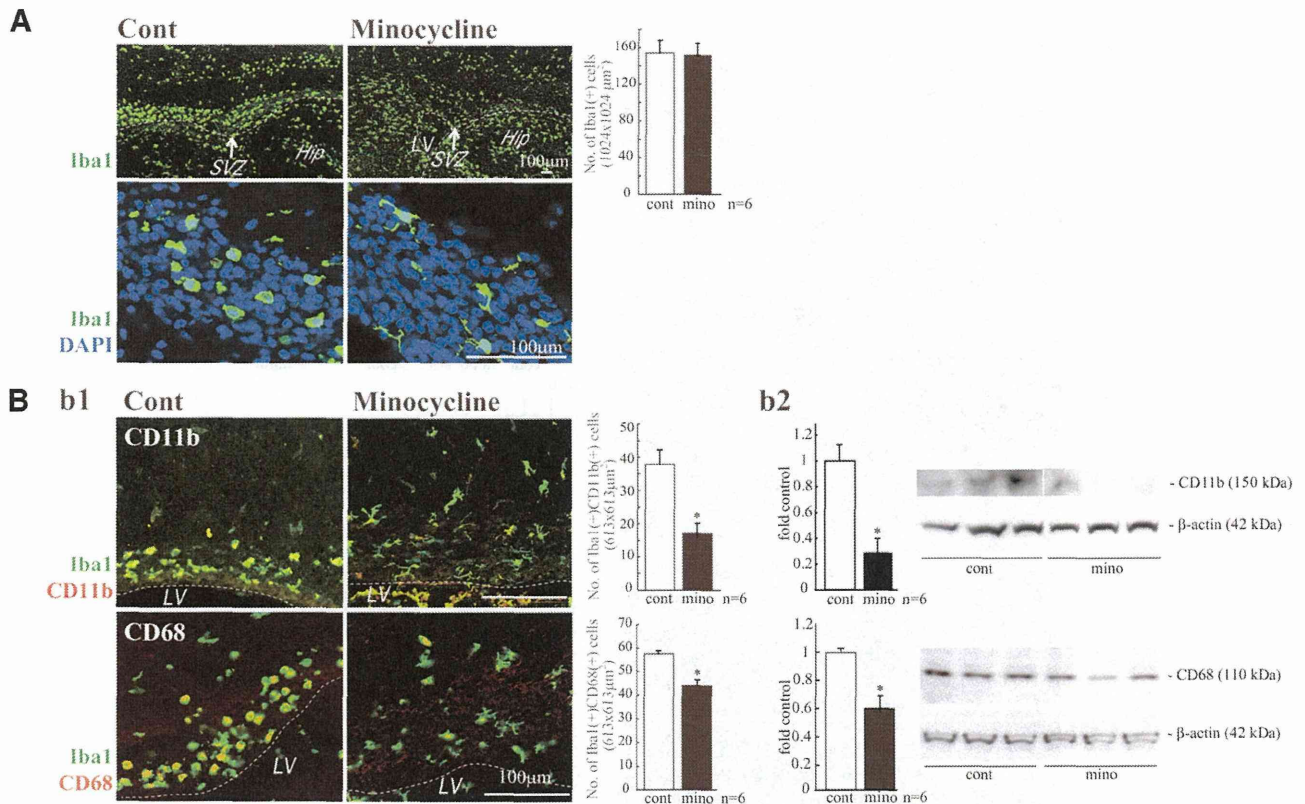 A
Cont
Minocycline
Iba1
SVZ
Hip
LV
SVZ
Hip
100µm
No. of Iba1(+) cells
(1024x1024 µm²)
160
120
80
40
0
cont mino n=6
Iba1
DAPI
100µm
B b1
Cont
Minocycline
b2
CD11b
Iba1
CD11b
LV
LV
No. of Iba1(+)CD11b(+) cells
(613x613µm²)
50
40
30
20
10
0
*
cont mino n=6
fold control
1.2
1
0.8
0.6
0.4
0.2
0
*
cont mino n=6
- CD11b (150 kDa)
- β-actin (42 kDa)
cont mino
CD68
Iba1
CD68
LV
LV
100µm
No. of Iba1(+)CD68(+) cells
(613x613µm²)
70
60
50
40
30
20
10
0
*
cont mino n=6
fold control
1.2
1
0.8
0.6
0.4
0.2
0
*
cont mino n=6
- CD68 (110 kDa)
- β-actin (42 kDa)
cont mino